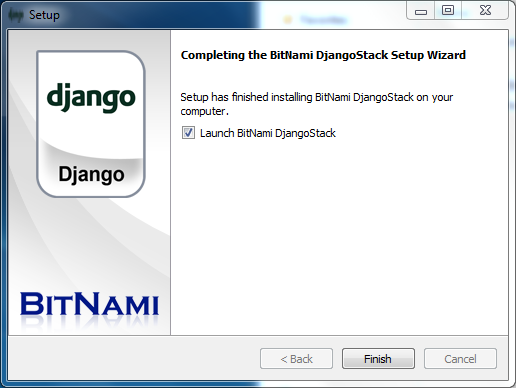 Setup
Completing the BitNami DjangoStack Setup Wizard
django
Django
BITNAMI
Setup has finished installing BitNami DjangoStack on your
computer.
Launch BitNami DjangoStack
< Back
Finish
Cancel